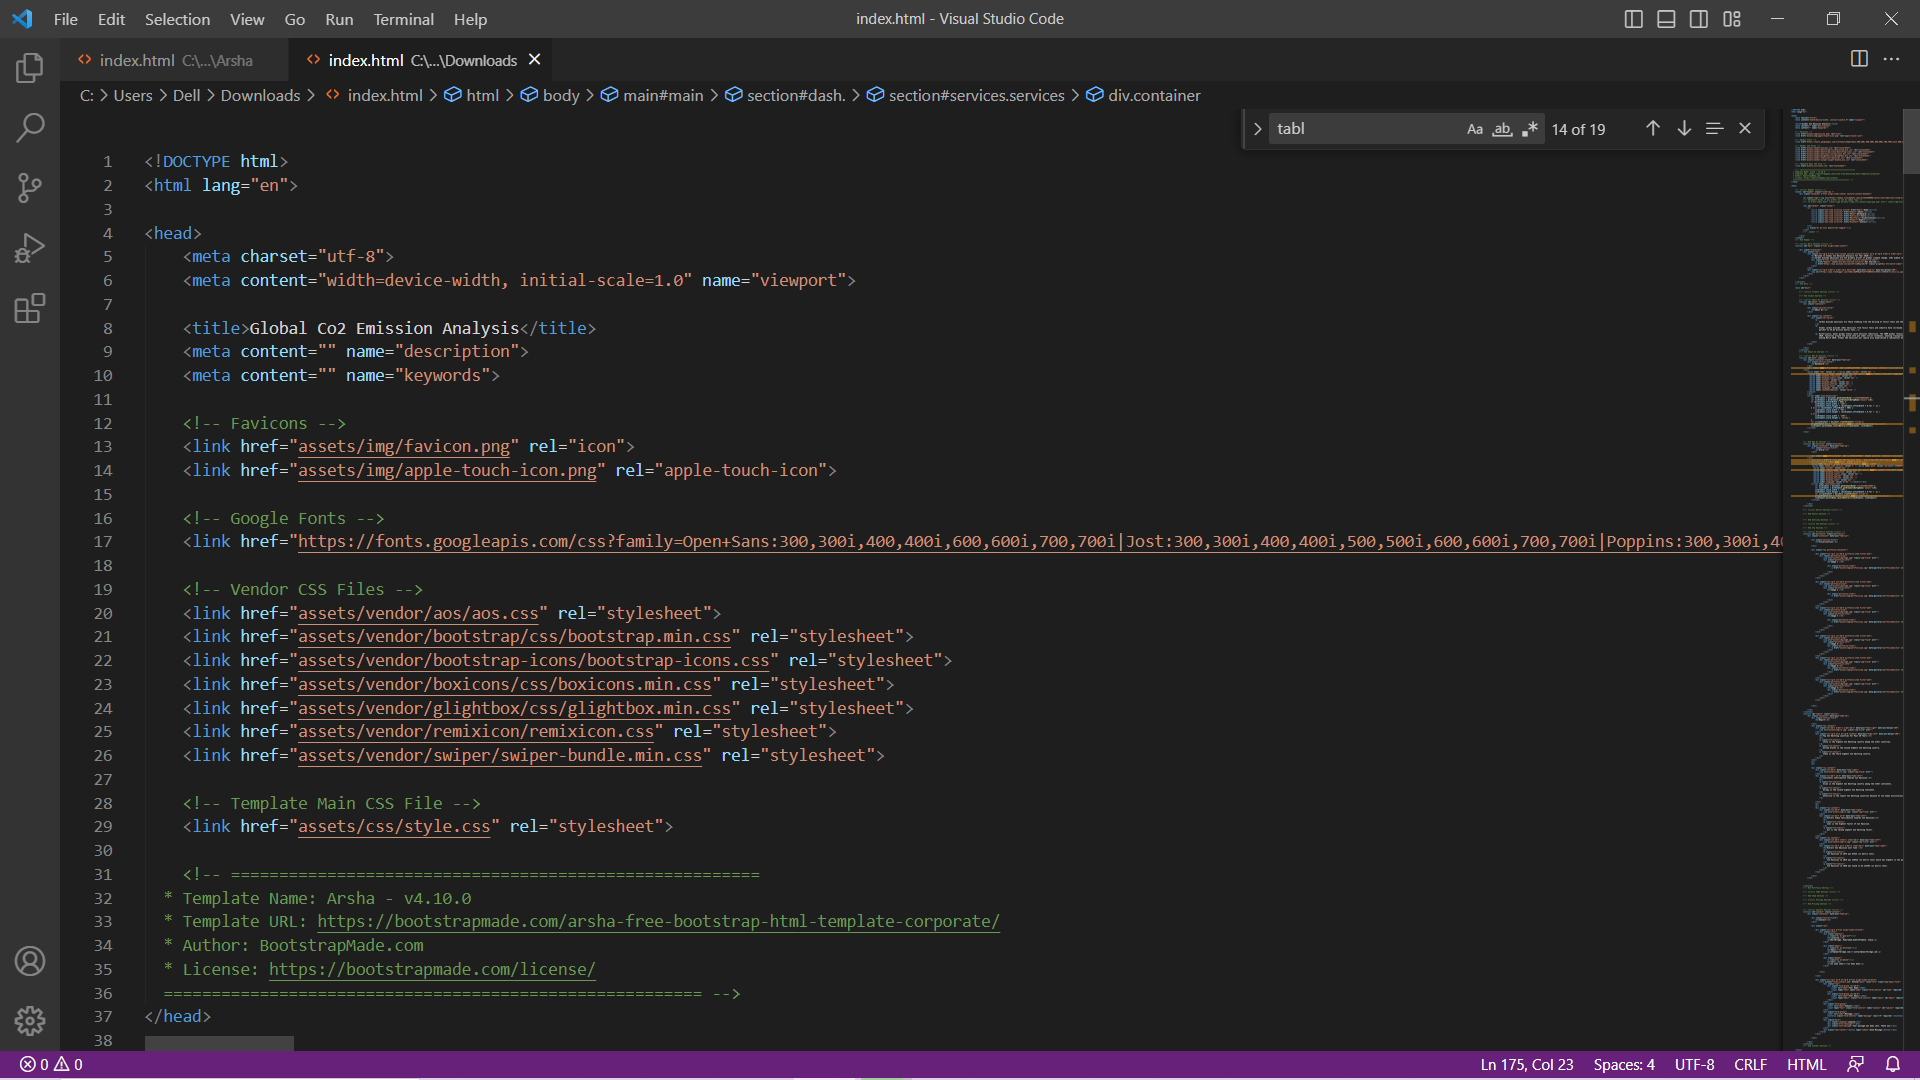 File Edit Selection View Go Run Terminal Help
index.html - Visual Studio Code
index.html C:\...\Arsha
index.html C:\...\Downloads
C: > Users > Dell > Downloads > index.html > html > body > main#main > section#dash. > section#services.services > div.container
tabl
Aa ab 14 of 19
1 <!DOCTYPE html>
2 <html lang="en">
3
4 <head>
5 <meta charset="utf-8">
6 <meta content="width=device-width, initial-scale=1.0" name="viewport">
7
8 <title>Global Co2 Emission Analysis</title>
9 <meta content="" name="description">
10 <meta content="" name="keywords">
11
12 <!-- Favicons -->
13 <link href="assets/img/favicon.png" rel="icon">
14 <link href="assets/img/apple-touch-icon.png" rel="apple-touch-icon">
15
16 <!-- Google Fonts -->
17 <link href="https://fonts.googleapis.com/css?family=Open+Sans:300,300i,400,400i,600,600i,700,700i|Jost:300,300i,400,400i,500,500i,600,600i,700,700i|Poppins:300,300i,40
18
19 <!-- Vendor CSS Files -->
20 <link href="assets/vendor/aos/aos.css" rel="stylesheet">
21 <link href="assets/vendor/bootstrap/css/bootstrap.min.css" rel="stylesheet">
22 <link href="assets/vendor/bootstrap-icons/bootstrap-icons.css" rel="stylesheet">
23 <link href="assets/vendor/boxicons/css/boxicons.min.css" rel="stylesheet">
24 <link href="assets/vendor/glightbox/css/glightbox.min.css" rel="stylesheet">
25 <link href="assets/vendor/remixicon/remixicon.css" rel="stylesheet">
26 <link href="assets/vendor/swiper/swiper-bundle.min.css" rel="stylesheet">
27
28 <!-- Template Main CSS File -->
29 <link href="assets/css/style.css" rel="stylesheet">
30
31 <!-- =======================================================
32 * Template Name: Arsha - v4.10.0
33 * Template URL: https://bootstrapmade.com/arsha-free-bootstrap-html-template-corporate/
34 * Author: BootstrapMade.com
35 * License: https://bootstrapmade.com/license/
36 ======================================================== -->
37 </head>
38
0 0
Ln 175, Col 23 Spaces: 4 UTF-8 CRLF HTML